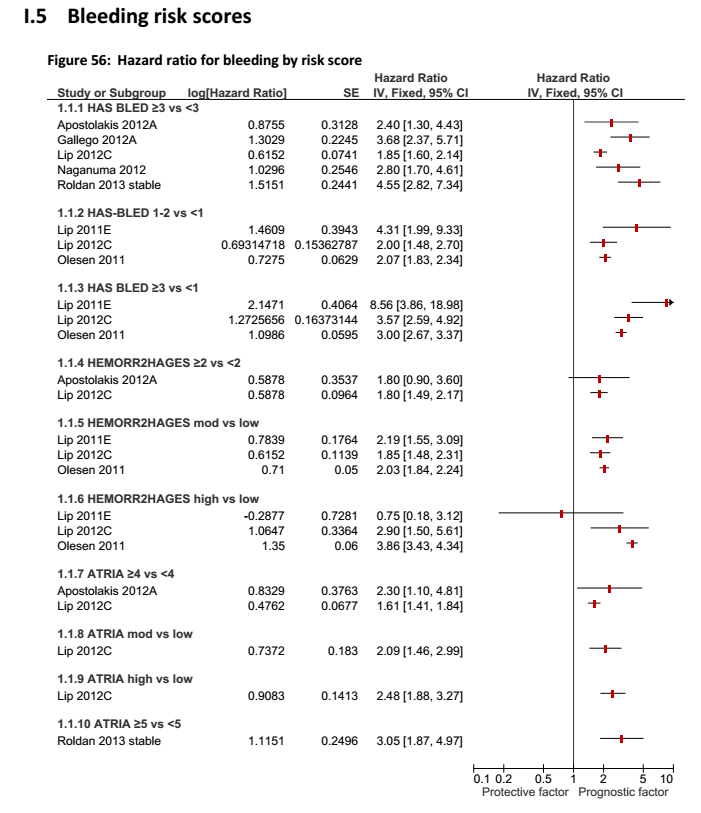 I.5 Bleeding risk scores
Figure 56: Hazard ratio for bleeding by risk score
Hazard Ratio Hazard Ratio
Study or Subgroup log[Hazard Ratio] SE IV, Fixed, 95% CI IV, Fixed, 95% CI
1.1.1 HAS BLED ≥3 vs <3
Apostolakis 2012A 0.8755 0.3128 2.40 [1.30, 4.43]
Gallego 2012A 1.3029 0.2245 3.68 [2.37, 5.71]
Lip 2012C 0.6152 0.0741 1.85 [1.60, 2.14]
Naganuma 2012 1.0296 0.2546 2.80 [1.70, 4.61]
Roldan 2013 stable 1.5151 0.2441 4.55 [2.82, 7.34]
1.1.2 HAS-BLED 1-2 vs <1
Lip 2011E 1.4609 0.3943 4.31 [1.99, 9.33]
Lip 2012C 0.69314718 0.15362787 2.00 [1.48, 2.70]
Olesen 2011 0.7275 0.0629 2.07 [1.83, 2.34]
1.1.3 HAS BLED ≥3 vs <1
Lip 2011E 2.1471 0.4064 8.56 [3.86, 18.98]
Lip 2012C 1.2725656 0.16373144 3.57 [2.59, 4.92]
Olesen 2011 1.0986 0.0595 3.00 [2.67, 3.37]
1.1.4 HEMORR2HAGES ≥2 vs <2
Apostolakis 2012A 0.5878 0.3537 1.80 [0.90, 3.60]
Lip 2012C 0.5878 0.0964 1.80 [1.49, 2.17]
1.1.5 HEMORR2HAGES mod vs low
Lip 2011E 0.7839 0.1764 2.19 [1.55, 3.09]
Lip 2012C 0.6152 0.1139 1.85 [1.48, 2.31]
Olesen 2011 0.71 0.05 2.03 [1.84, 2.24]
1.1.6 HEMORR2HAGES high vs low
Lip 2011E -0.2877 0.7281 0.75 [0.18, 3.12]
Lip 2012C 1.0647 0.3364 2.90 [1.50, 5.61]
Olesen 2011 1.35 0.06 3.86 [3.43, 4.34]
1.1.7 ATRIA ≥4 vs <4
Apostolakis 2012A 0.8329 0.3763 2.30 [1.10, 4.81]
Lip 2012C 0.4762 0.0677 1.61 [1.41, 1.84]
1.1.8 ATRIA mod vs low
Lip 2012C 0.7372 0.183 2.09 [1.46, 2.99]
1.1.9 ATRIA high vs low
Lip 2012C 0.9083 0.1413 2.48 [1.88, 3.27]
1.1.10 ATRIA ≥5 vs <5
Roldan 2013 stable 1.1151 0.2496 3.05 [1.87, 4.97]
0.1 0.2 0.5 1 2 5 10
Protective factor Prognostic factor